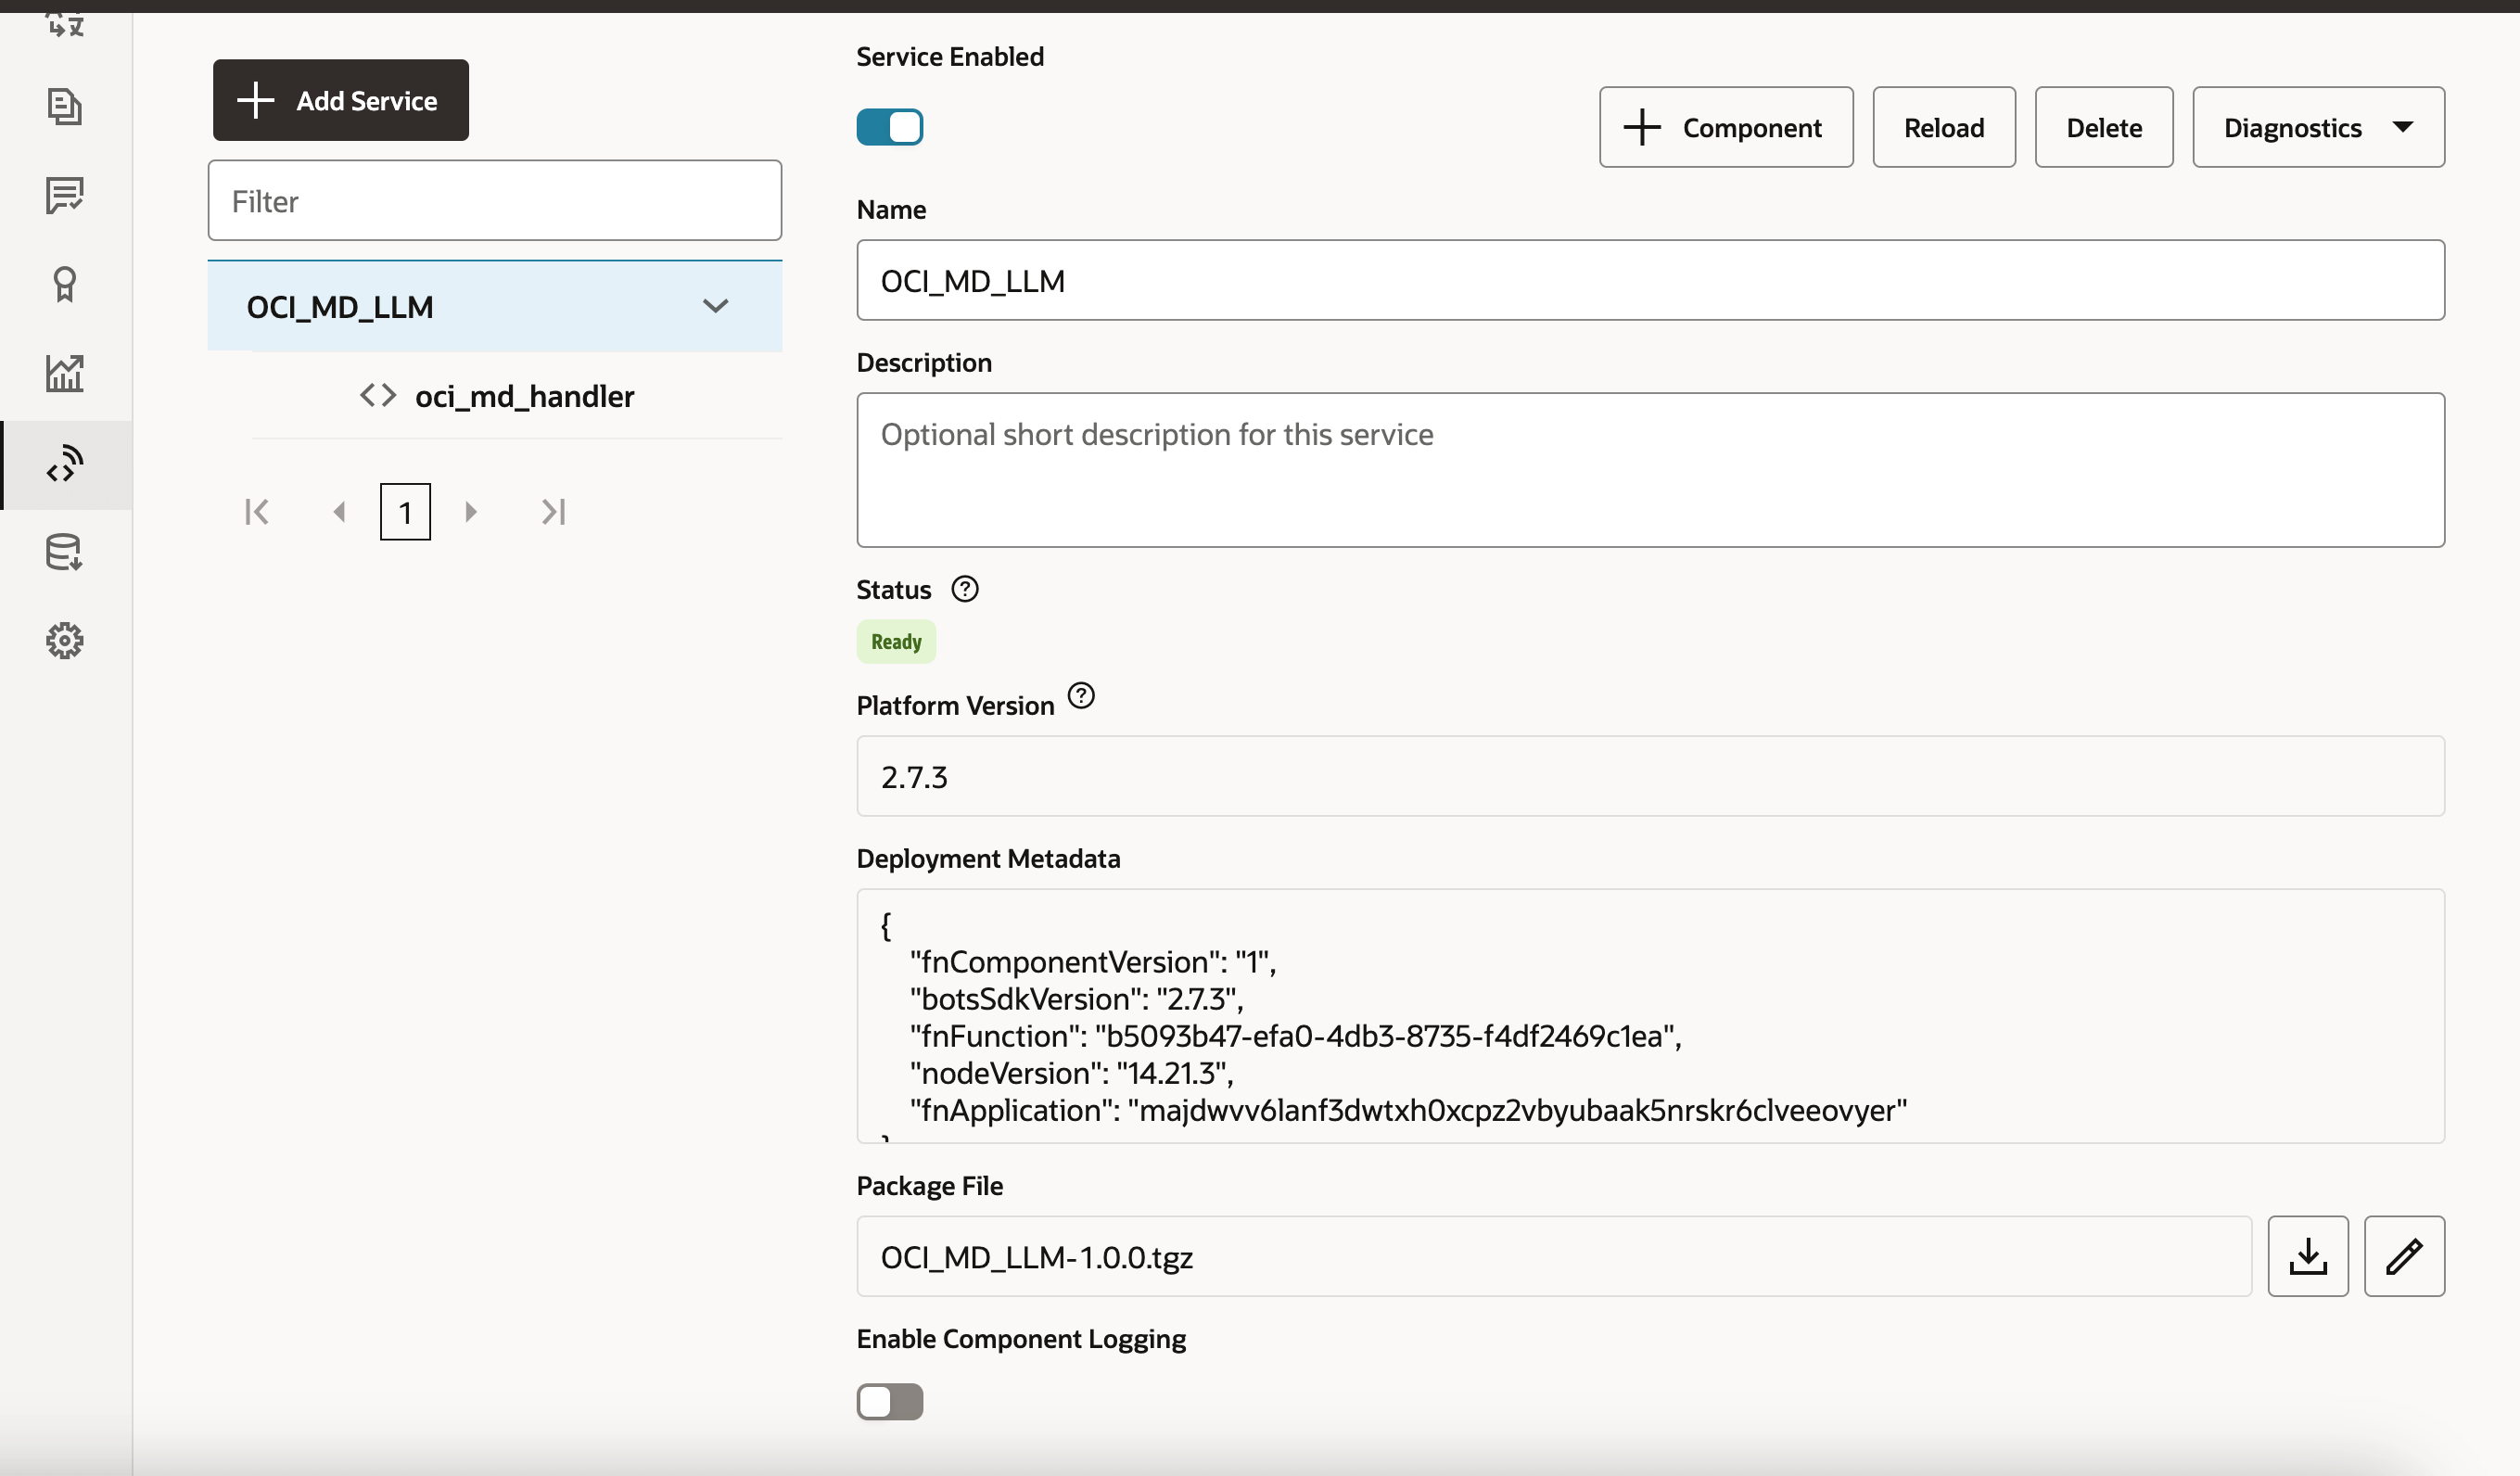 Add Service
Filter
OCI_MD_LLM
oci_md_handler
1
Service Enabled
Component
Reload
Delete
Diagnostics
Name
OCI_MD_LLM
Description
Optional short description for this service
Status
Ready
Platform Version
2.7.3
Deployment Metadata
{
"fnComponentVersion": "1",
"botsSdkVersion": "2.7.3",
"fnFunction": "b5093b47-efa0-4db3-8735-f4df2469c1ea",
"nodeVersion": "14.21.3",
"fnApplication": "majdwvv6lanf3dwtxh0xcpz2vbyubaak5nrskr6clveeovyer"
}
Package File
OCI_MD_LLM-1.0.0.tgz
Enable Component Logging